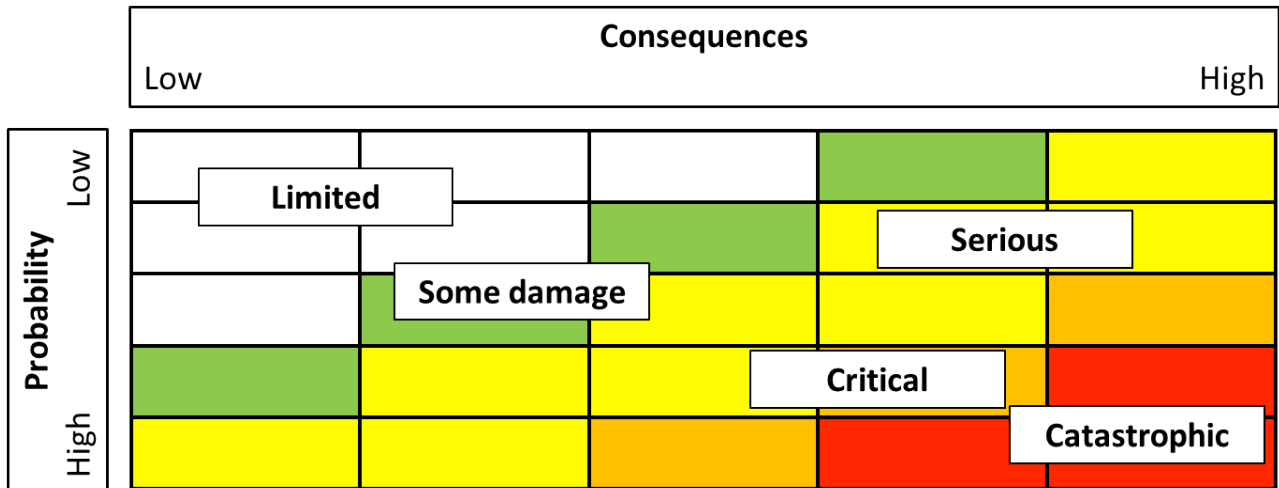 Consequences
Low High
Probability
Low
High
Limited
Serious
Some damage
Critical
Catastrophic